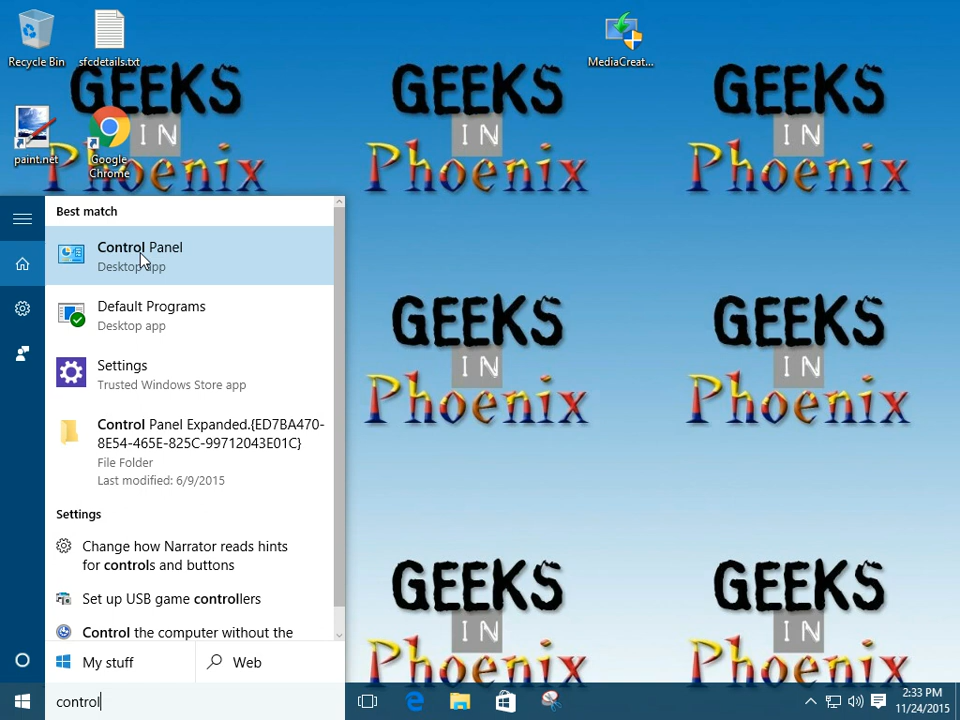 Recycle Bin
sfcdetails.txt
MediaCreat...
paint.net
Google
Chrome
GEEKS
IN
Phoenix
GEEKS
IN
Phoenix
GEEKS
IN
Phoenix
Best match
Control Panel
Desktop app
Default Programs
Desktop app
Settings
Trusted Windows Store app
Control Panel Expanded.{ED7BA470-
8E54-465E-825C-99712043E01C}
File Folder
Last modified: 6/9/2015
Settings
Change how Narrator reads hints
for controls and buttons
Set up USB game controllers
Control the computer without the
My stuff
Web
control
GEEKS
IN
Phoenix
GEEKS
IN
Phoenix
GEEKS
IN
Phoenix
GEEKS
IN
Phoenix
2:33 PM
11/24/2015